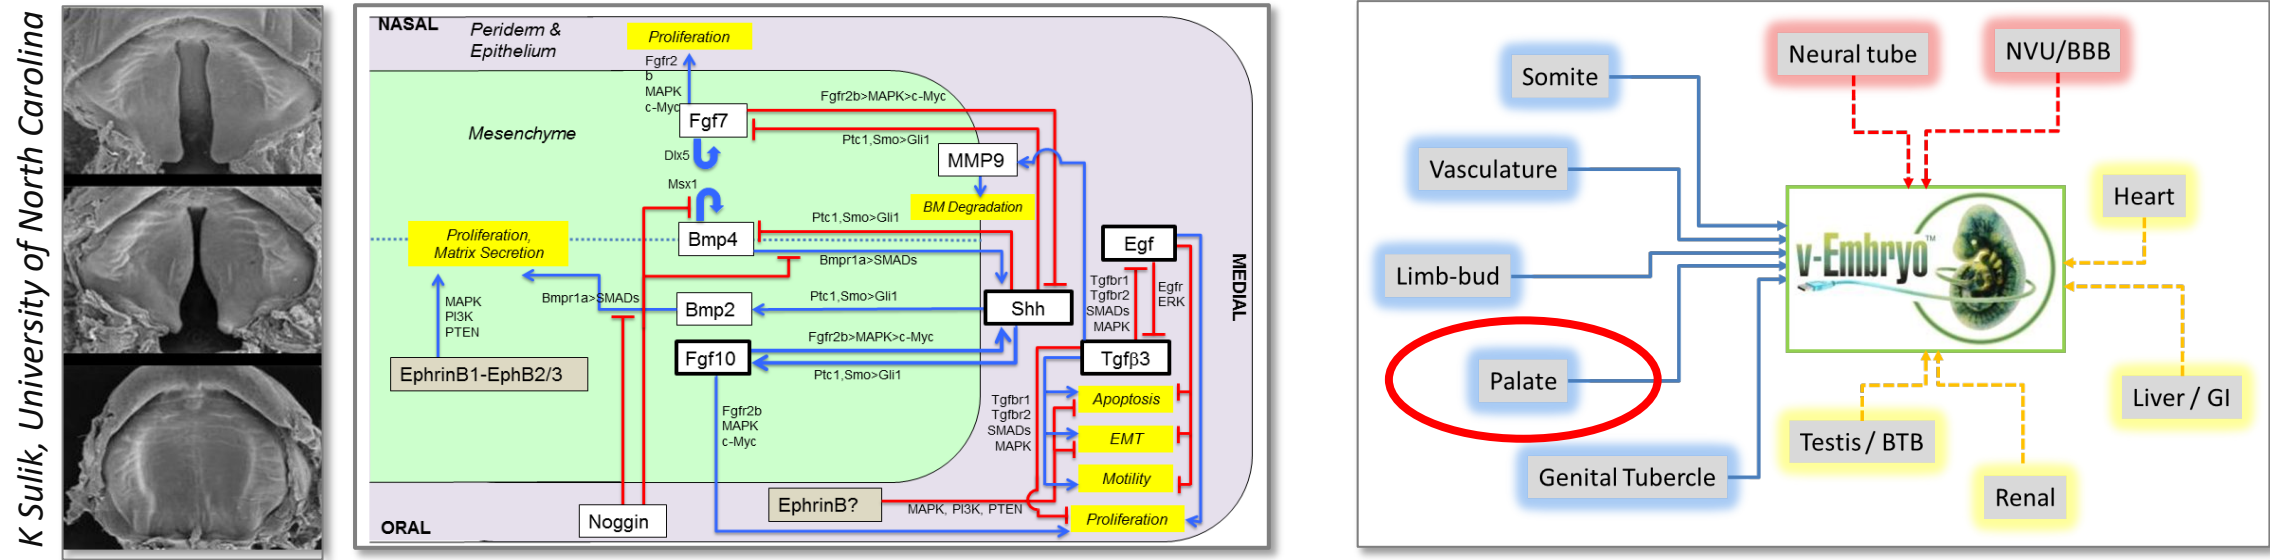 K Sulik, University of North Carolina
NASAL
Periderm &
Epithelium
Proliferation
Fgfr2
b
MAPK
c-Myc
Fgf7
Fgfr2b>MAPK>c-Myc
Ptc1,Smo>Gli1
Mesenchyme
Dlx5
MMP9
Msx1
BM Degradation
Ptc1,Smo>Gli1
Proliferation,
Matrix Secretion
Bmp4
Egf
Bmpr1a>SMADs
MEDIAL
Tgfbr1
Tgfbr2
SMADs
MAPK
Egfr
ERK
MAPK
PI3K
PTEN
Bmpr1a>SMADs
Bmp2
Ptc1,Smo>Gli1
Shh
Fgfr2b>MAPK>c-Myc
Fgf10
Ptc1,Smo>Gli1
Tgfβ3
EphrinB1-EphB2/3
Fgfr2b
MAPK
c-Myc
Tgfbr1
Tgfbr2
SMADs
MAPK
Apoptosis
EMT
Motility
EphrinB?
MAPK, PI3K, PTEN
Proliferation
Noggin
ORAL
Somite
Neural tube
NVU/BBB
Vasculature
Heart
Limb-bud
v-Embryo™
Palate
Liver / GI
Testis / BTB
Genital Tubercle
Renal